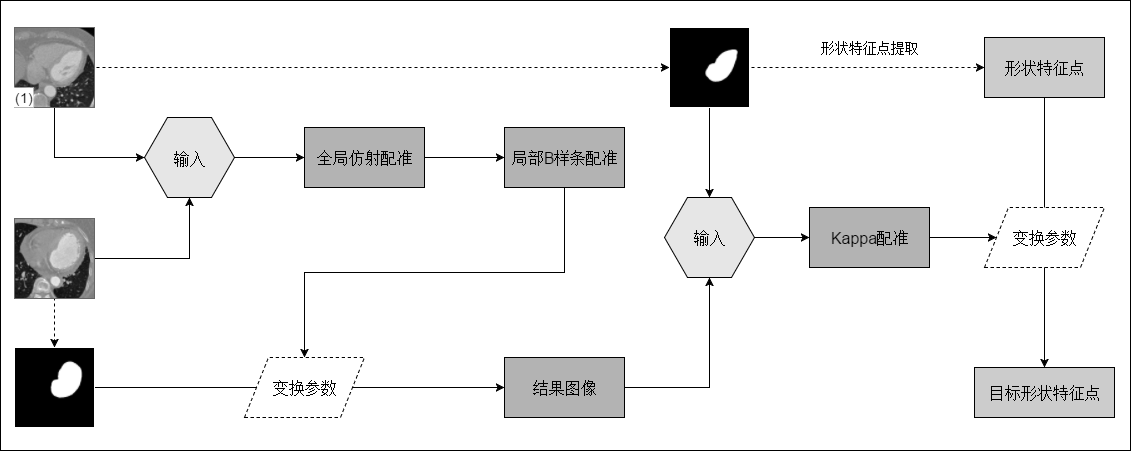 (1)
形状特征点提取
形状特征点
输入
全局仿射配准
局部B样条配准
输入
Kappa配准
变换参数
变换参数
结果图像
目标形状特征点